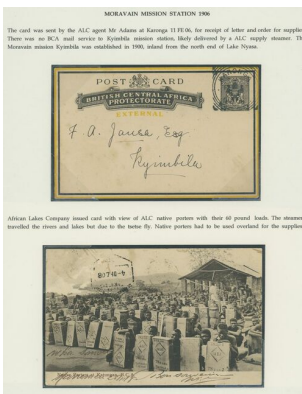 MORAVAIN MISSION STATION 1906
The card was sent by the ALC agent Mr Adams at Karonga 11 FE 06, for receipt of letter and order for supplies.
There was no BCA mail service to Kyimbila mission station, likely delivered by a ALC supply steamer. Th
Moravain mission Kyimbila was established in 1900, inland from the north end of Lake Nyasa.
POST CARD
BRITISH CENTRAL AFRICA
PROTECTORATE
EXTERNAL
F. A. Jansa, Esq
Kyimbila
African Lakes Company issued card with view of ALC native porters with their 60 pound loads. The steamer
travelled the rivers and lakes but due to the tsetse fly. Native porters had to be used overland for the supplies